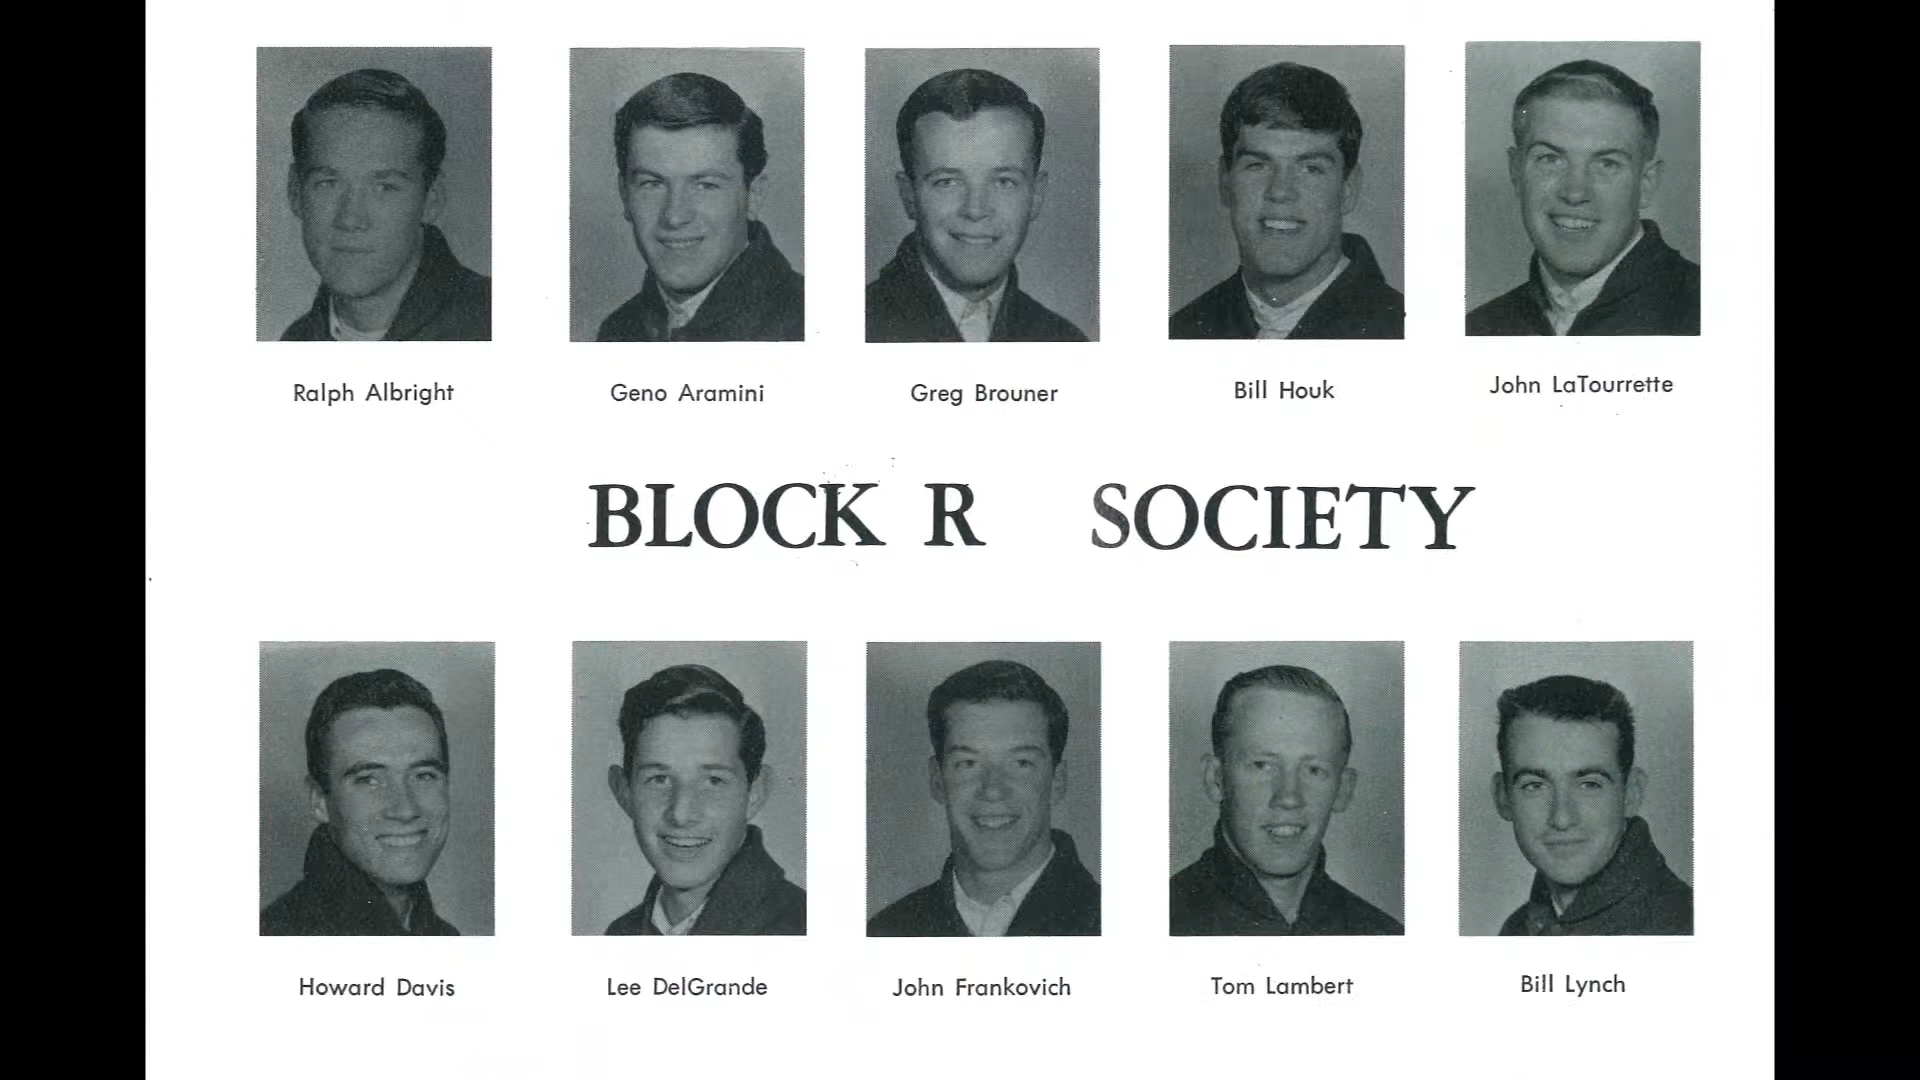 Ralph Albright
Geno Aramini
Greg Brouner
Bill Houk
John LaTourrette
BLOCK R SOCIETY
Howard Davis
Lee DelGrande
John Frankovich
Tom Lambert
Bill Lynch